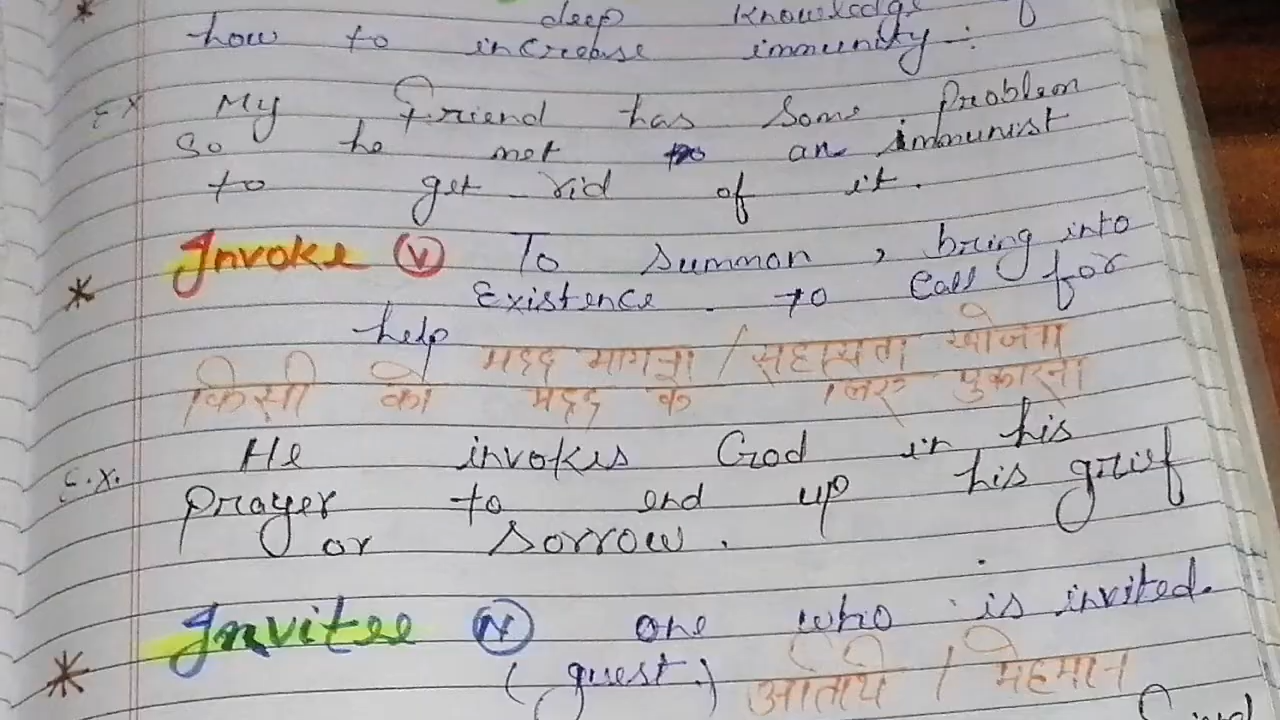 deep knowledge of
how to increase immunity :-
Ex My friend has some problem
so he met an immunist
to get rid of it.
* Invoke (V) To summon, bring into
existence. to call for
help मदद मागना / सहायता खोजना
किसी को मदद के लिए पुकारना
E.X. He invokes God in his
prayer to end up his grief
or sorrow.
* Invitee (N) one who is invited.
(guest.) अतिथि / मेहमान